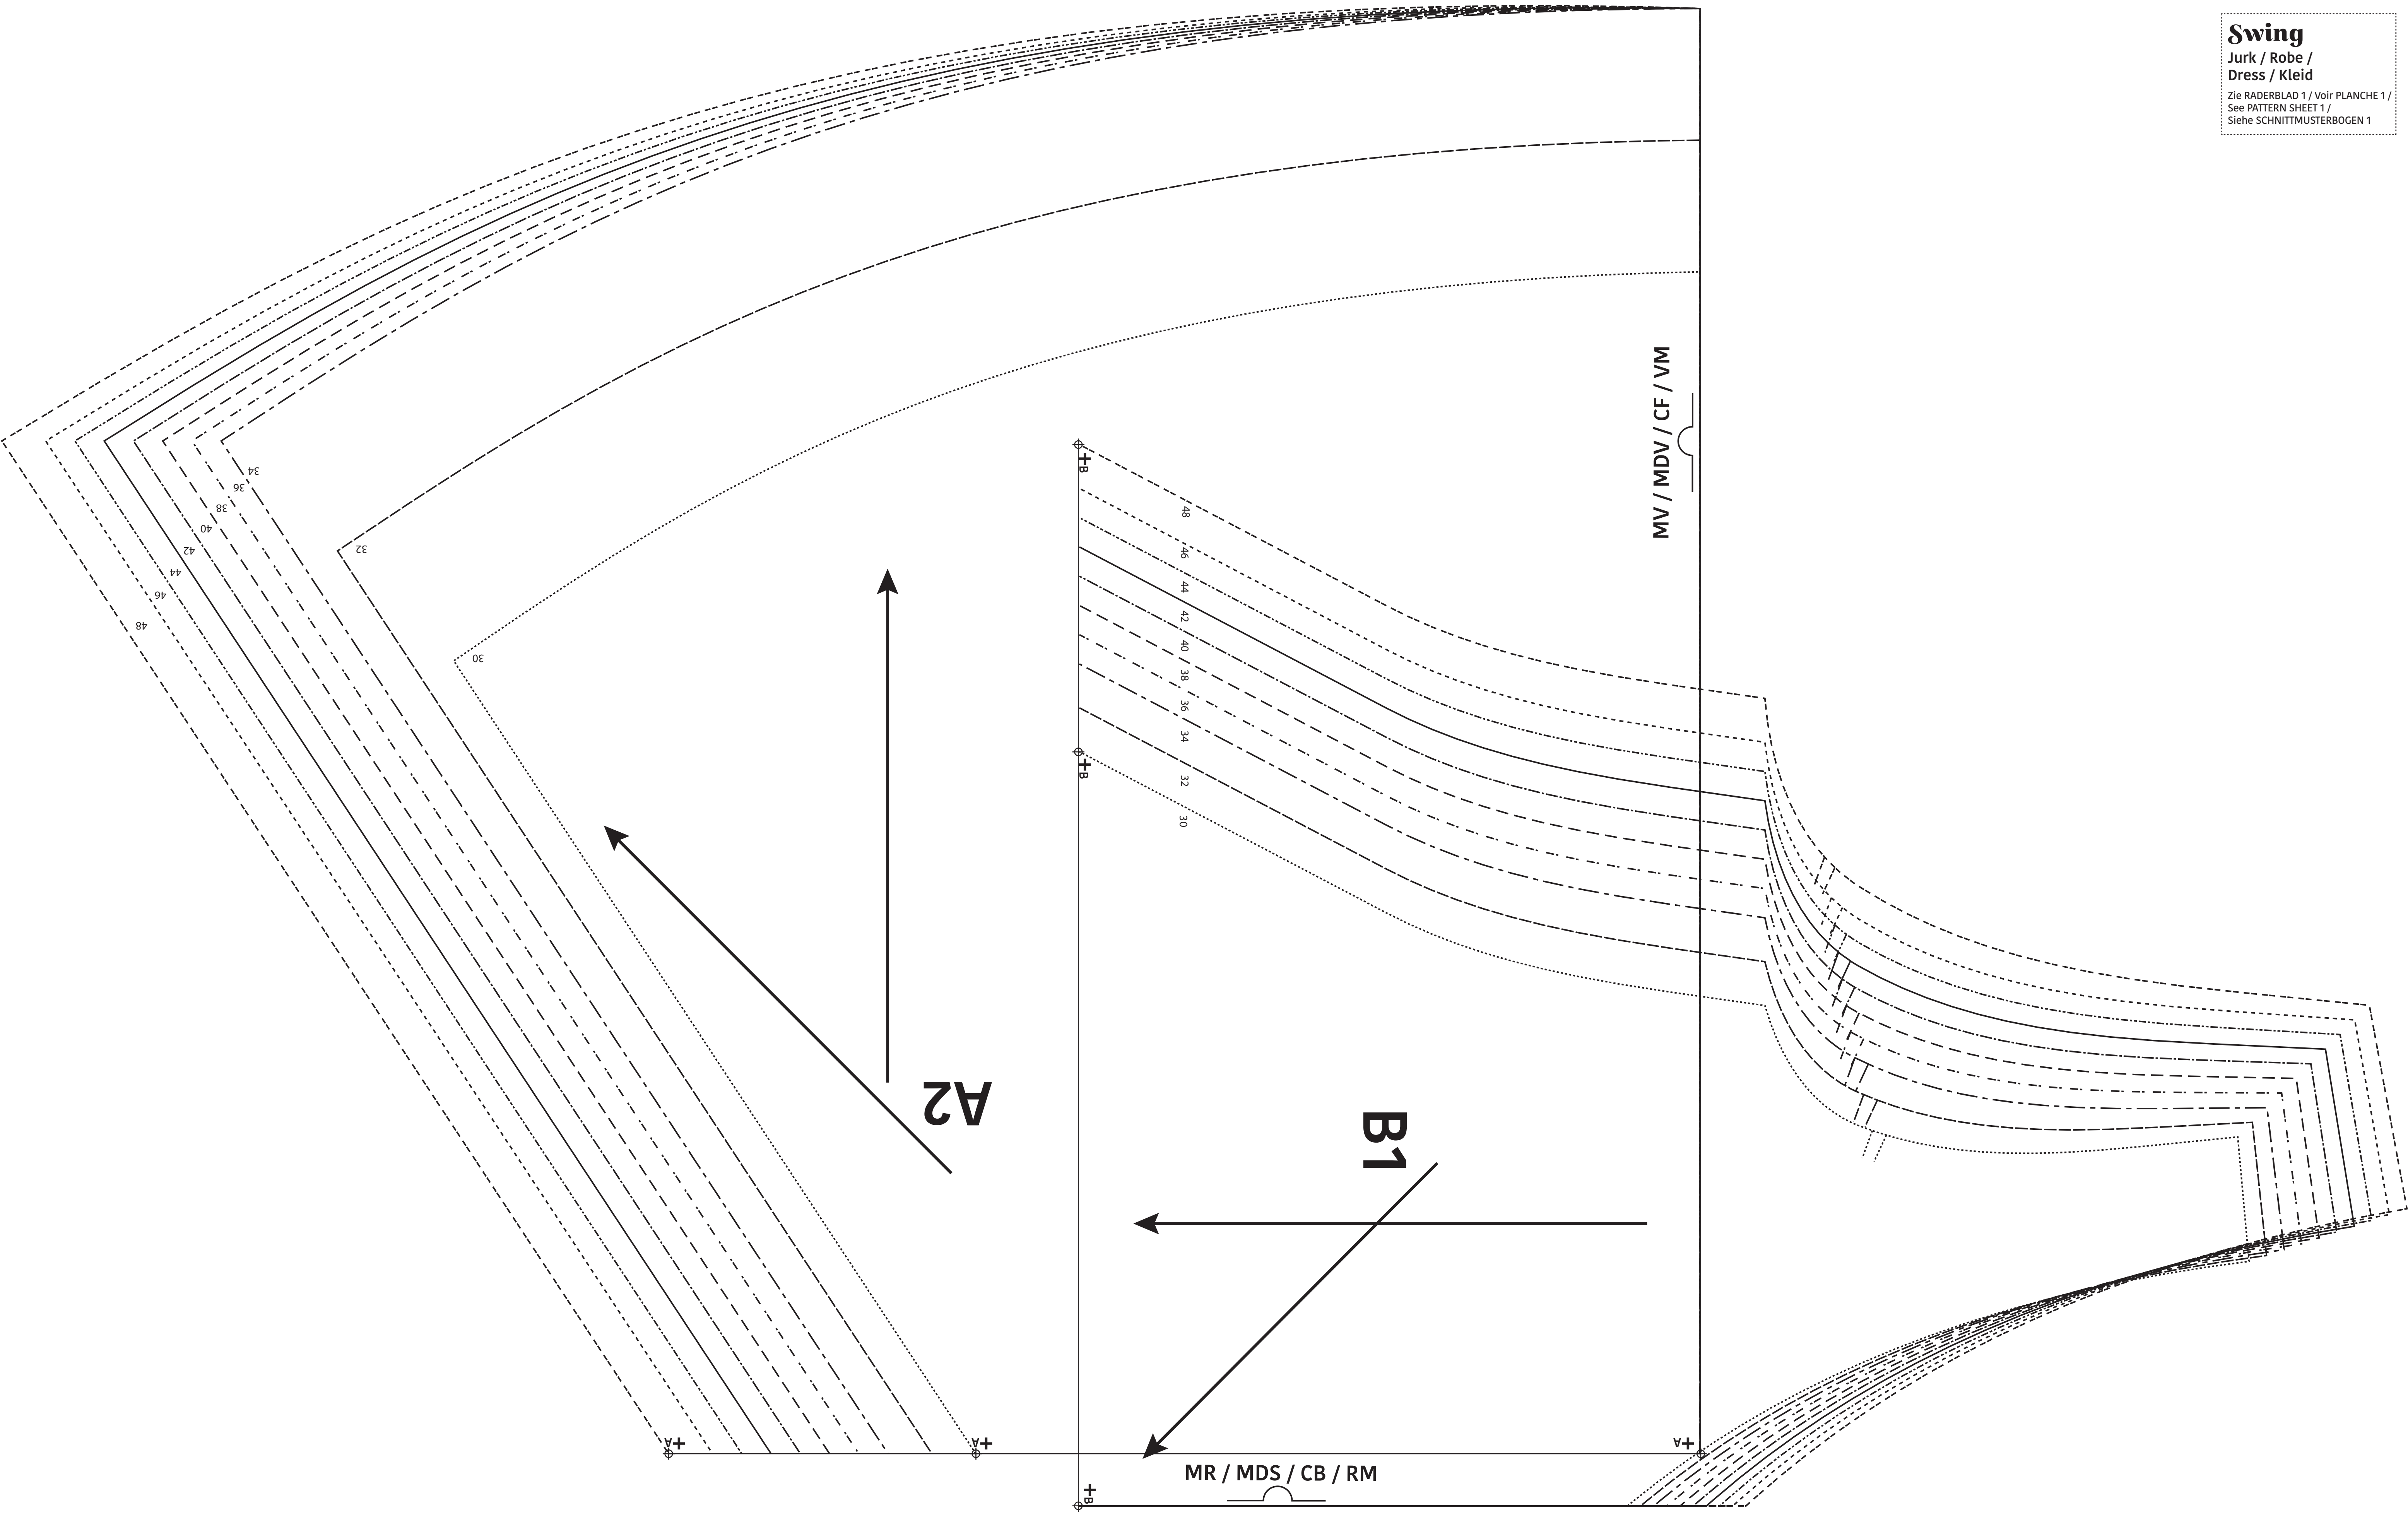 Swing
Jurk / Robe /
Dress / Kleid
Zie RADERBLAD 1 / Voir PLANCHE 1 /
See PATTERN SHEET 1 /
Siehe SCHNITTMUSTERBOGEN 1
MV / MDV / CF / VM
34
36
38
40
42
44
46
48
32
30
+B
48
46
44
42
40
38
36
34
32
30
+B
A2
B1
+A
+A
+A
MR / MDS / CB / RM
+B